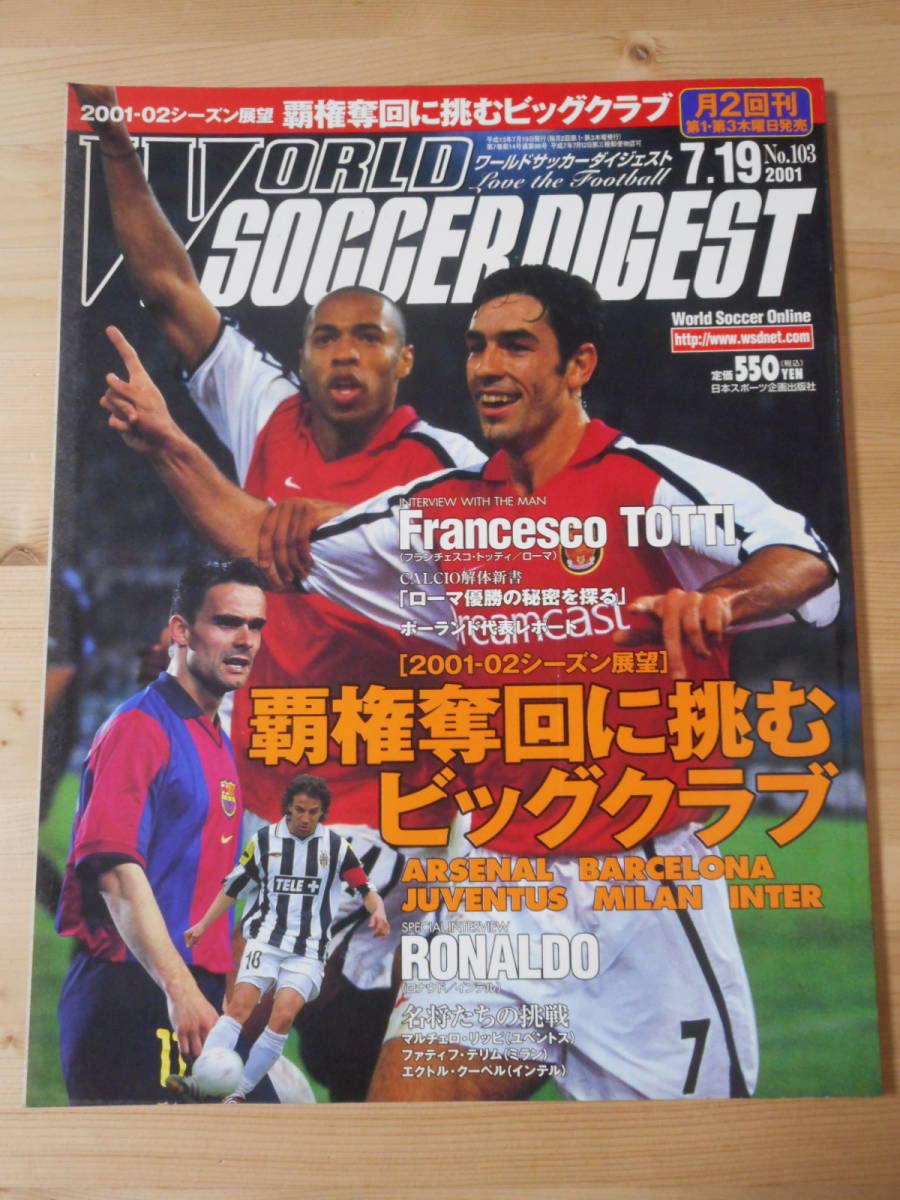 2001-02シーズン展望 覇権奪回に挑むビッグクラブ
月2回刊
第1・第3木曜日発売
WORLD
SOCCER DIGEST
ワールドサッカーダイジェスト
Love the Football
7.19 No.103
2001
World Soccer Online
http://www.wsdnet.com
定価550YEN(税込)
日本スポーツ企画出版社
INTERVIEW WITH THE MAN
Francesco TOTTI
(フランチェスコ・トッティ/ローマ)
CALCIO解体新書
「ローマ優勝の秘密を探る」
ポーランド代表レポート
reamcast
[2001-02シーズン展望]
覇権奪回に挑む
ビッグクラブ
ARSENAL BARCELONA
JUVENTUS MILAN INTER
SPECIAL INTERVIEW
RONALDO
(ロナウド/インテル)
名将たちの挑戦
マルチェロ・リッピ(ユベントス)
ファティフ・テリム(ミラン)
エクトル・クーペル(インテル)
TELE+
10
7